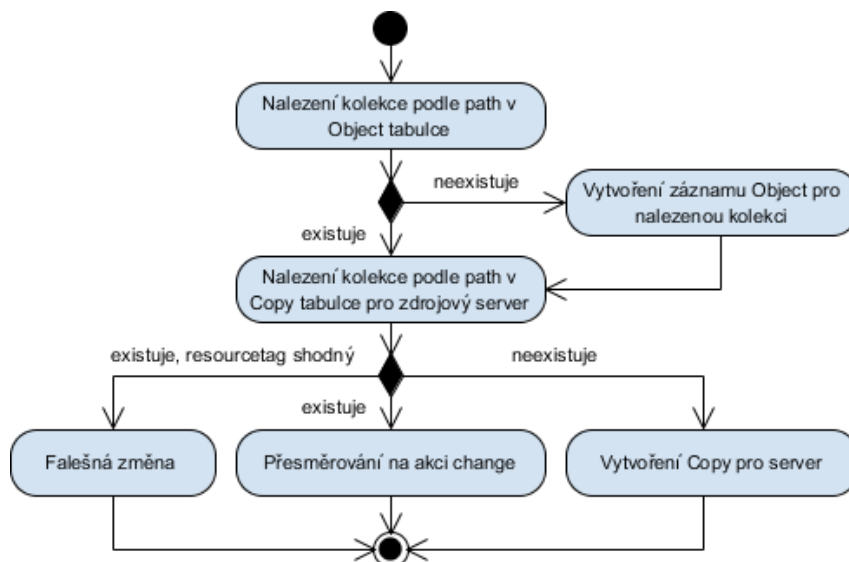 Nalezení kolekce podle path v
Object tabulce
neexistuje
Vytvoření záznamu Object pro
nalezenou kolekci
existuje
Nalezení kolekce podle path v
Copy tabulce pro zdrojový server
existuje, resourcetag shodný
neexistuje
existuje
Falešná změna
Přesměrování na akci change
Vytvoření Copy pro server